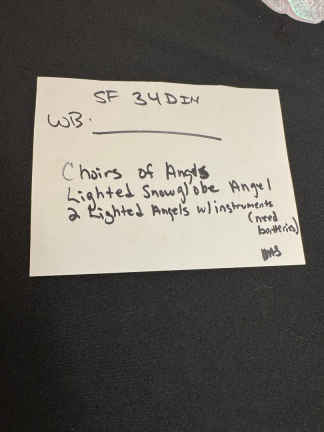 SF 34DIN
WB.
Choirs of Angels
Lighted Snowglobe Angel
2 Lighted Angels w/ instruments
(need
batteries)